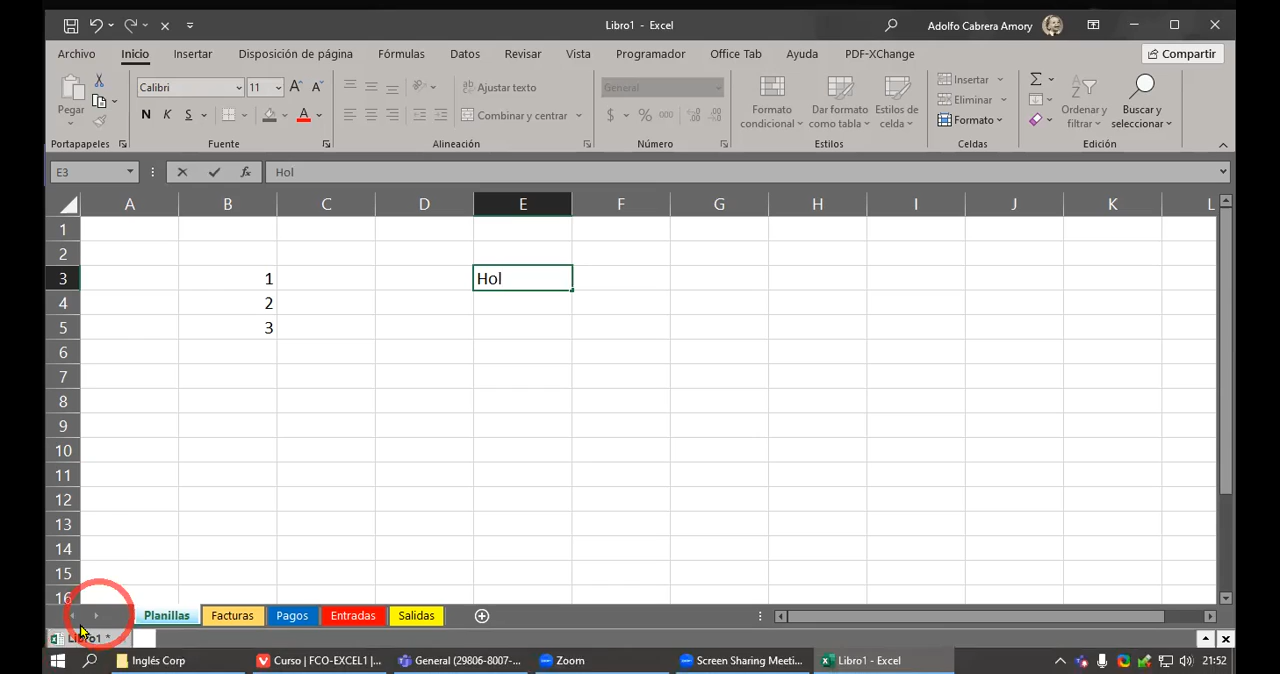 Libro1 - Excel
Adolfo Cabrera Amory
Archivo Inicio Insertar Disposición de página Fórmulas Datos Revisar Vista Programador Office Tab Ayuda PDF-XChange Compartir
Pegar
Calibri 11
N K S
Ajustar texto
Combinar y centrar
General
$ % 000
Formato condicional
Dar formato como tabla
Estilos de celda
Insertar
Eliminar
Formato
Ordenar y filtrar
Buscar y seleccionar
Portapapeles Fuente Alineación Número Estilos Celdas Edición
E3 fx Hol
A B C D E F G H I J K L
1
2
3 1 Hol
4 2
5 3
6
7
8
9
10
11
12
13
14
15
16
Planillas Facturas Pagos Entradas Salidas
Libro1 *
Inglés Corp Curso | FCO-EXCEL1 |... General (29806-8007-... Zoom Screen Sharing Meeti... Libro1 - Excel 21:52